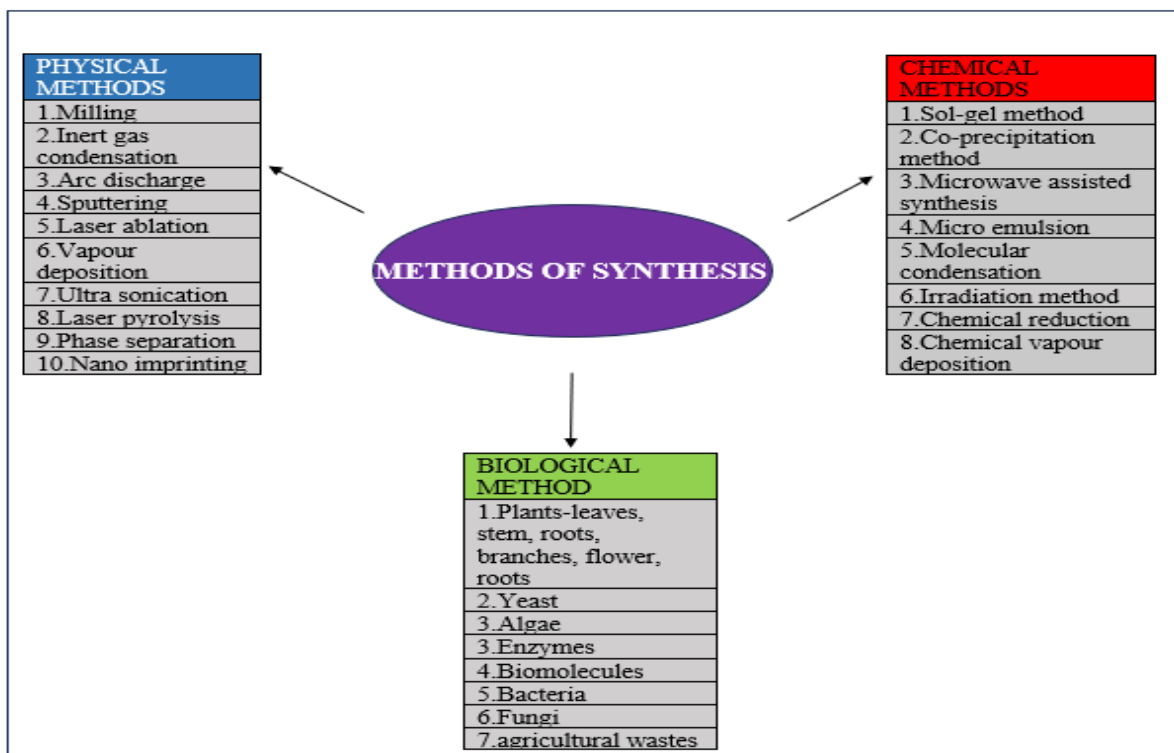 PHYSICAL
METHODS
1.Milling
2.Inert gas
condensation
3.Arc discharge
4.Sputtering
5.Laser ablation
6.Vapour
deposition
7.Ultra sonication
8.Laser pyrolysis
9.Phase separation
10.Nano imprinting
CHEMICAL
METHODS
1.Sol-gel method
2.Co-precipitation
method
3.Microwave assisted
synthesis
4.Micro emulsion
5.Molecular
condensation
6.Irradiation method
7.Chemical reduction
8.Chemical vapour
deposition
METHODS OF SYNTHESIS
BIOLOGICAL
METHOD
1.Plants-leaves,
stem, roots,
branches, flower,
roots
2.Yeast
3.Algae
3.Enzymes
4.Biomolecules
5.Bacteria
6.Fungi
7.agricultural wastes